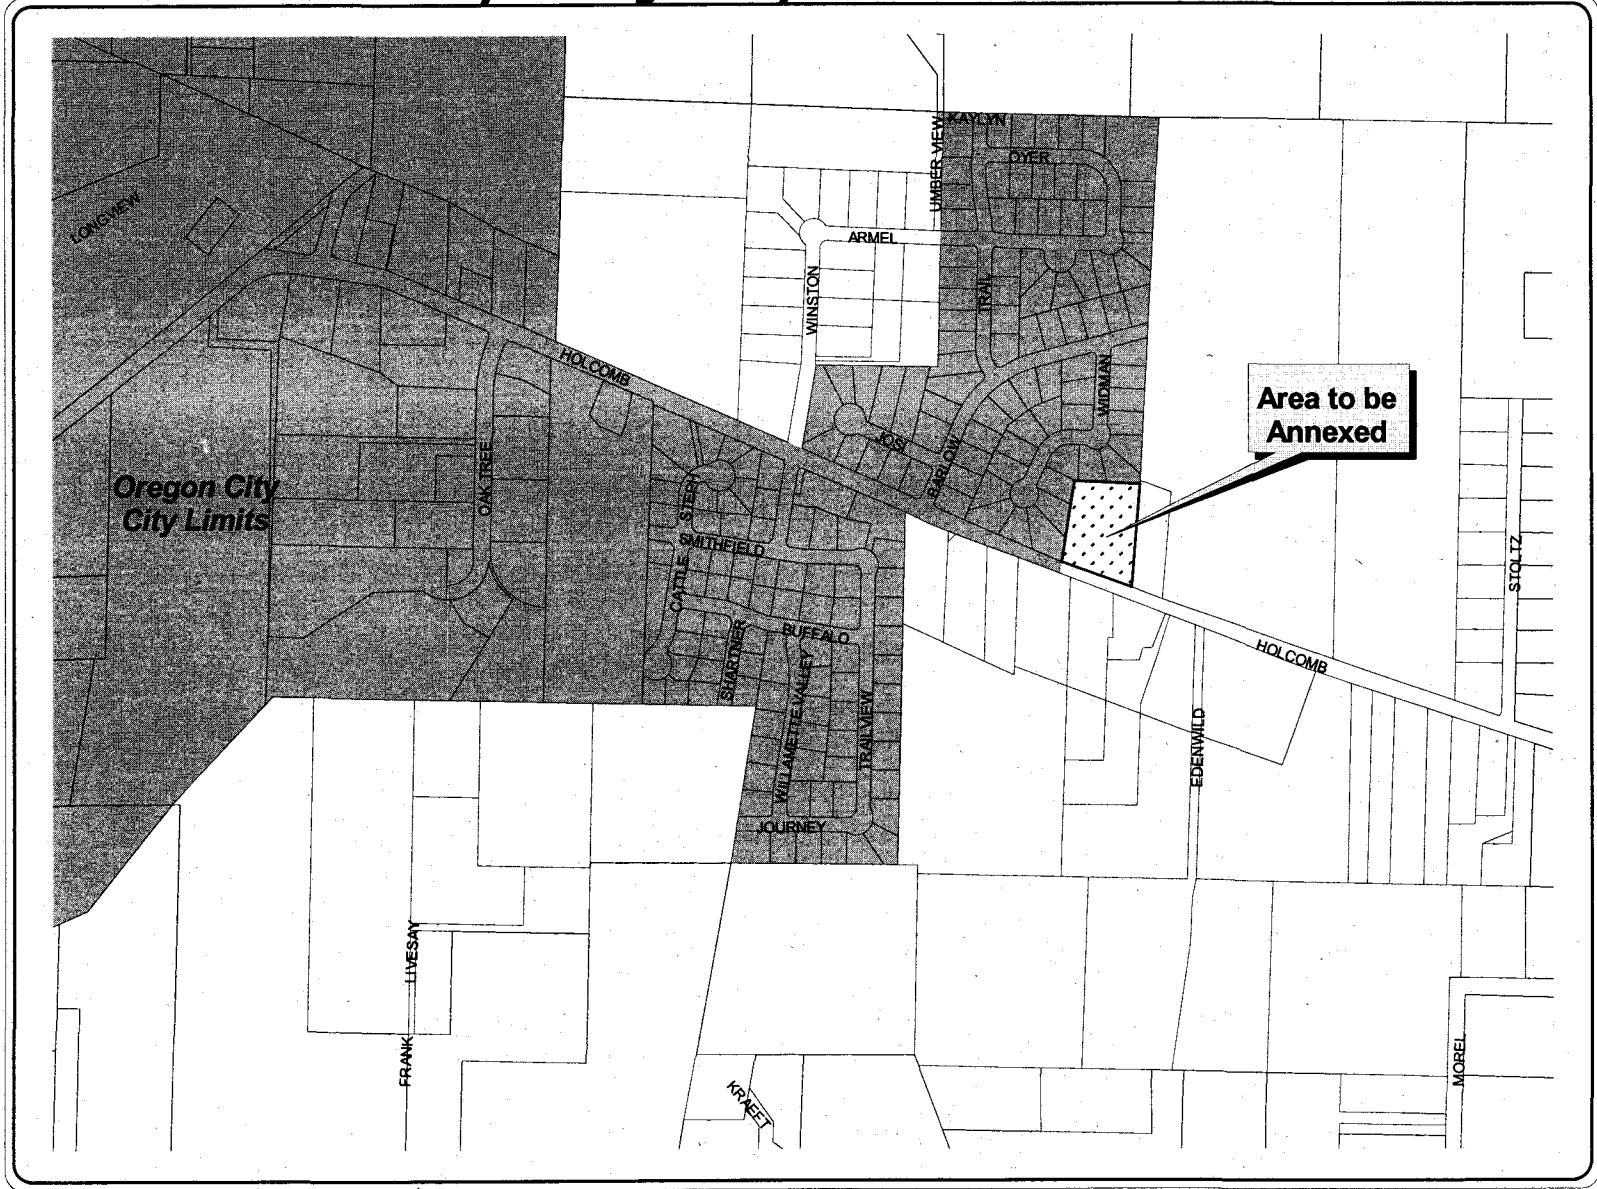 KAYLYN
UMBER VIEW
DYER
LONGVIEW
ARMEL
WINSTON
TRAIL
HOLCOMB
WIDMAN
Area to be
Annexed
JOSI
BARLOW
OAK TREE
STEPH
Oregon City
City Limits
SMITHFIELD
CATTLE
STOLTZ
BUFFALO
SHARTNER
WILLAMETTE VALLEY
TRAILVIEW
HOLCOMB
EDENWILD
JOURNEY
LIVESAY
FRANK
KRAEFT
MOREL